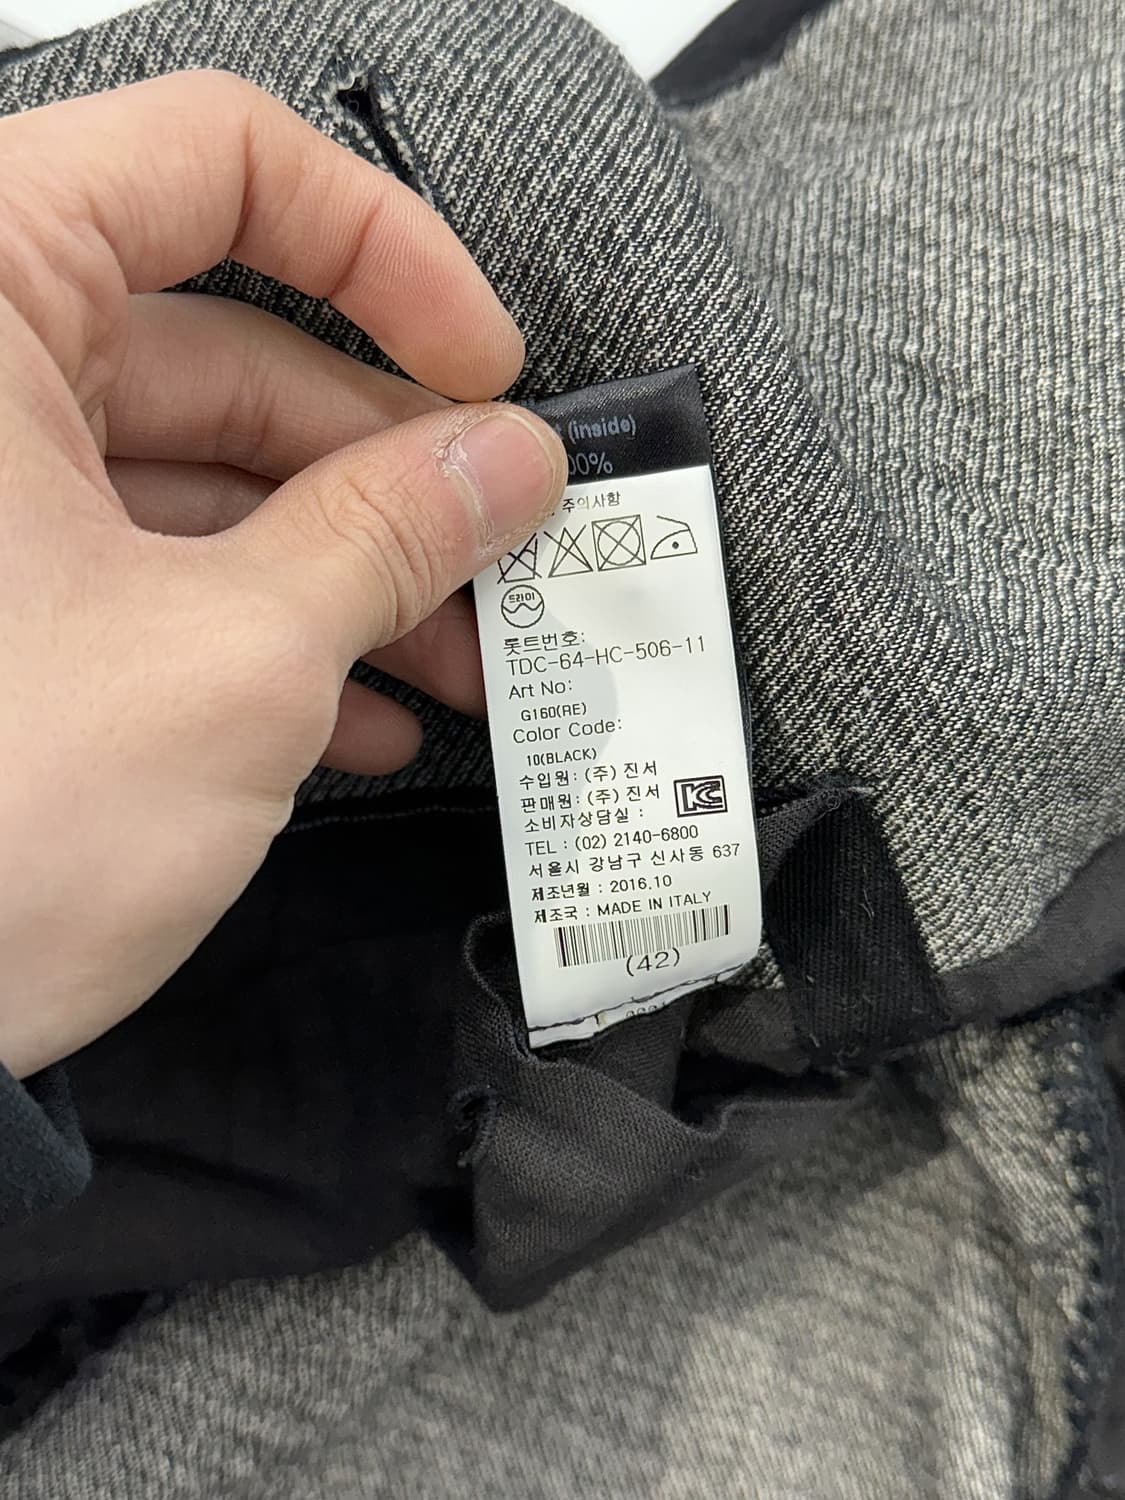 (inside)
00%
주의사항
드라이
롯트번호:
TDC-64-HC-506-11
Art No:
G160(RE)
Color Code:
10(BLACK)
수입원: (주) 진서
판매원: (주) 진서
소비자상담실 :
TEL : (02) 2140-6800
서울시 강남구 신사동 637
제조년월 : 2016.10
제조국 : MADE IN ITALY
(42)